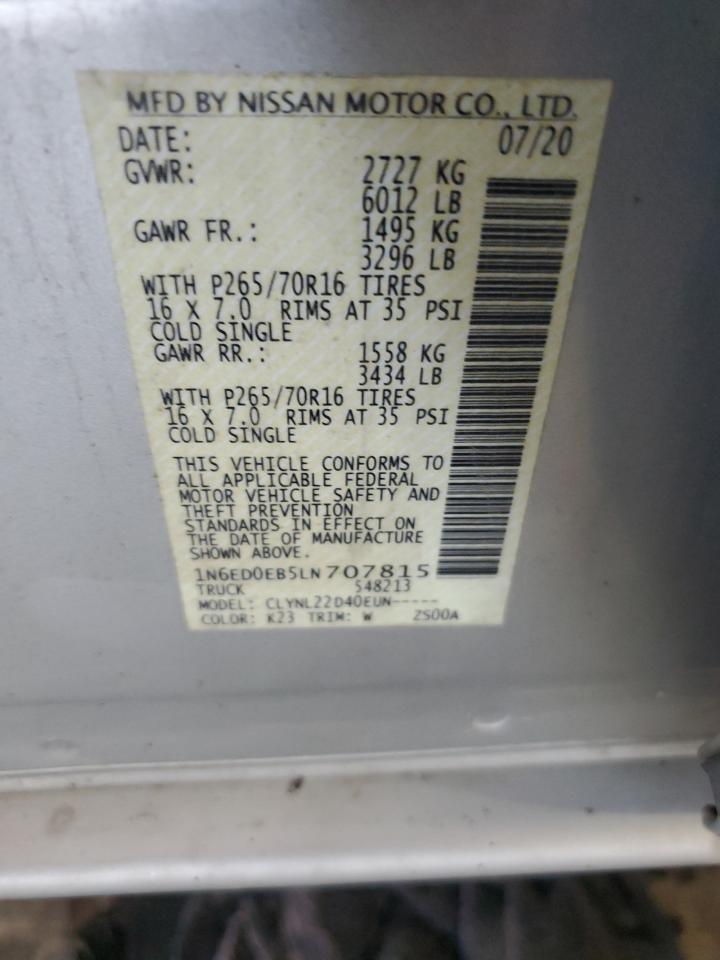 MFD BY NISSAN MOTOR CO., LTD.
DATE: 07/20
GVWR: 2727 KG
6012 LB
GAWR FR.: 1495 KG
3296 LB
WITH P265/70R16 TIRES
16 X 7.0 RIMS AT 35 PSI
COLD SINGLE
GAWR RR.: 1558 KG
3434 LB
WITH P265/70R16 TIRES
16 X 7.0 RIMS AT 35 PSI
COLD SINGLE
THIS VEHICLE CONFORMS TO
ALL APPLICABLE FEDERAL
MOTOR VEHICLE SAFETY AND
THEFT PREVENTION
STANDARDS IN EFFECT ON
THE DATE OF MANUFACTURE
SHOWN ABOVE.
1N6ED0EB5LN707815
TRUCK 548213
MODEL: CLYNL22D40EUN-----
COLOR: K23 TRIM: W ZS00A